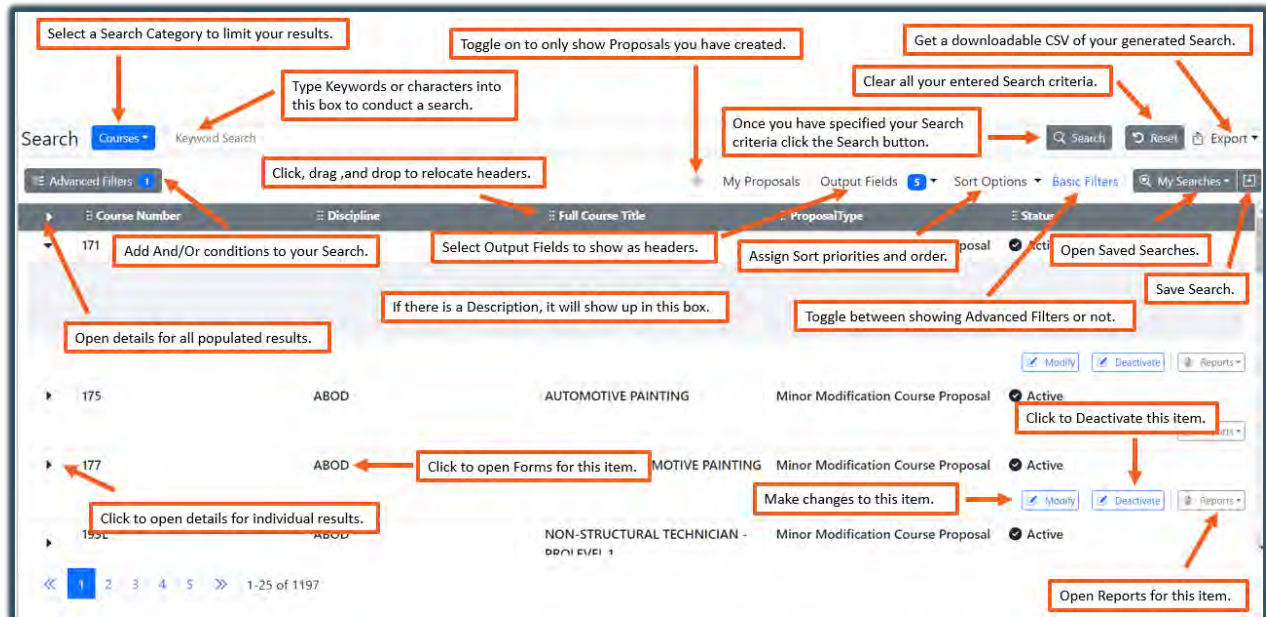 Select a Search Category to limit your results.
Toggle on to only show Proposals you have created.
Get a downloadable CSV of your generated Search.
Clear all your entered Search criteria.
Type Keywords or characters into
this box to conduct a search.
Once you have specified your Search
criteria click the Search button.
Search Courses Keyword Search
Search Reset Export
Click, drag ,and drop to relocate headers.
Advanced Filters 1
My Proposals Output Fields 5 Sort Options Basic Filters My Searches
Course Number Discipline Full Course Title ProposalType Status
171 posal
Add And/Or conditions to your Search.
Select Output Fields to show as headers.
Assign Sort priorities and order.
Open Saved Searches.
Save Search.
If there is a Description, it will show up in this box.
Toggle between showing Advanced Filters or not.
Open details for all populated results.
Modify Deactivate Reports
175 ABOD AUTOMOTIVE PAINTING Minor Modification Course Proposal Active
Click to Deactivate this item.
177 ABOD MOTIVE PAINTING Minor Modification Course Proposal Active
Click to open Forms for this item.
Make changes to this item.
Modify Deactivate Reports
Click to open details for individual results.
193L ABOD NON-STRUCTURAL TECHNICIAN - Minor Modification Course Proposal Active
PROLEVEL 1
« 1 2 3 4 5 » 1-25 of 1197
Open Reports for this item.